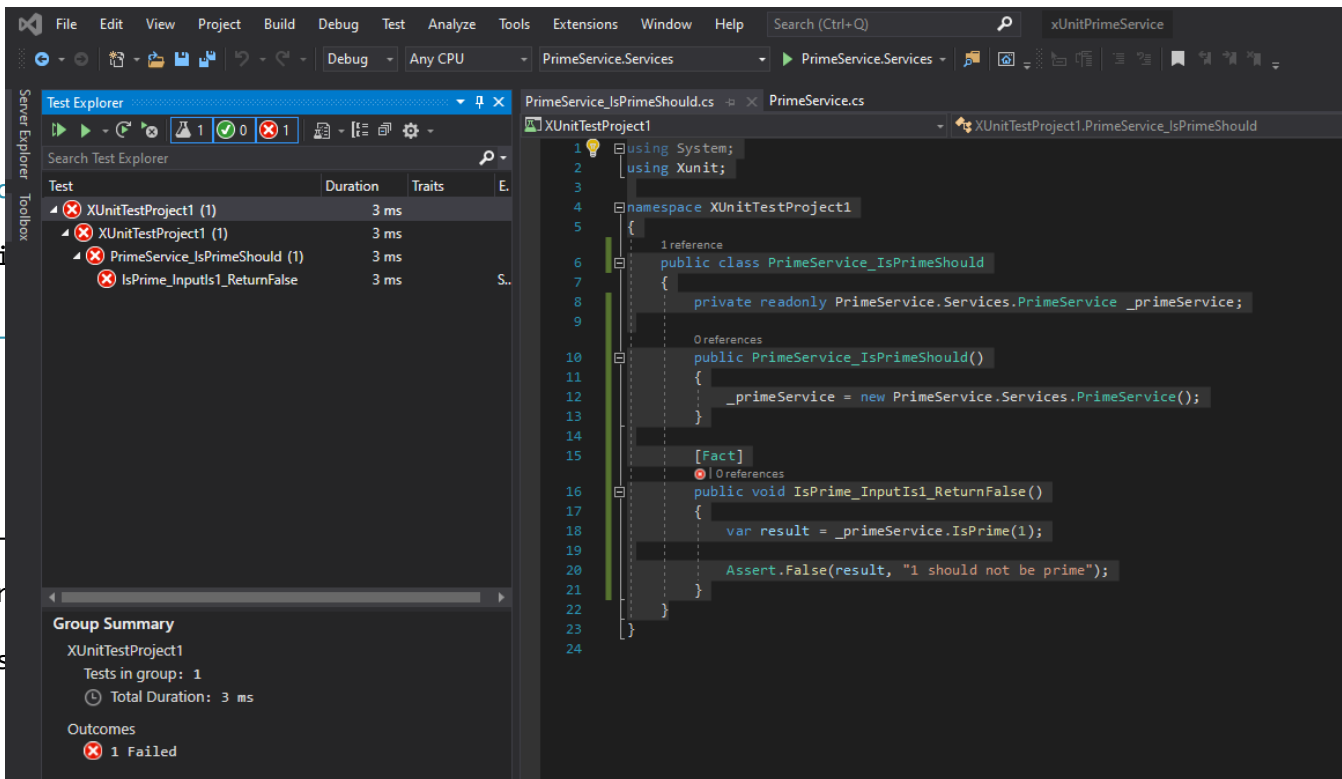 File Edit View Project Build Debug Test Analyze Tools Extensions Window Help Search (Ctrl+Q) xUnitPrimeService
Debug Any CPU PrimeService.Services PrimeService.Services
Server Explorer
Toolbox
Test Explorer
1 0 1
Search Test Explorer
Test Duration Traits E.
XUnitTestProject1 (1) 3 ms
XUnitTestProject1 (1) 3 ms
PrimeService_IsPrimeShould (1) 3 ms
IsPrime_InputIs1_ReturnFalse 3 ms S..
Group Summary
XUnitTestProject1
Tests in group: 1
Total Duration: 3 ms
Outcomes
1 Failed
PrimeService_IsPrimeShould.cs PrimeService.cs
XUnitTestProject1 XUnitTestProject1.PrimeService_IsPrimeShould
1 using System;
2 using Xunit;
3
4 namespace XUnitTestProject1
5 {
1 reference
6 public class PrimeService_IsPrimeShould
7 {
8 private readonly PrimeService.Services.PrimeService _primeService;
9
0 references
10 public PrimeService_IsPrimeShould()
11 {
12 _primeService = new PrimeService.Services.PrimeService();
13 }
14
15 [Fact]
| 0 references
16 public void IsPrime_InputIs1_ReturnFalse()
17 {
18 var result = _primeService.IsPrime(1);
19
20 Assert.False(result, "1 should not be prime");
21 }
22 }
23 }
24